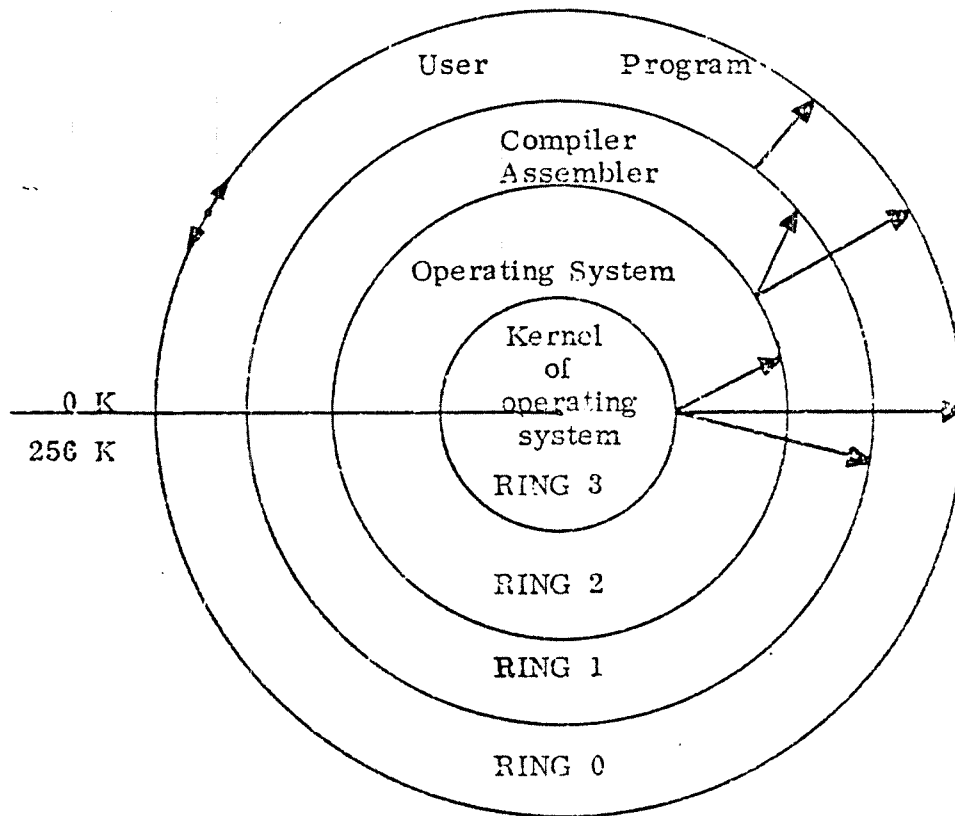 User Program
Compiler
Assembler
Operating System
Kernel
of
operating
system
0 K
256 K
RING 3
RING 2
RING 1
RING 0